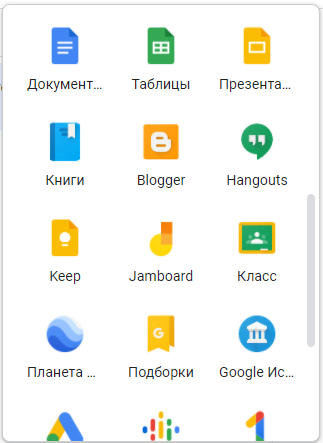 Документ... Таблицы Презента...
Книги Blogger Hangouts
Keep Jamboard Класс
Планета ... Подборки Google Ис...